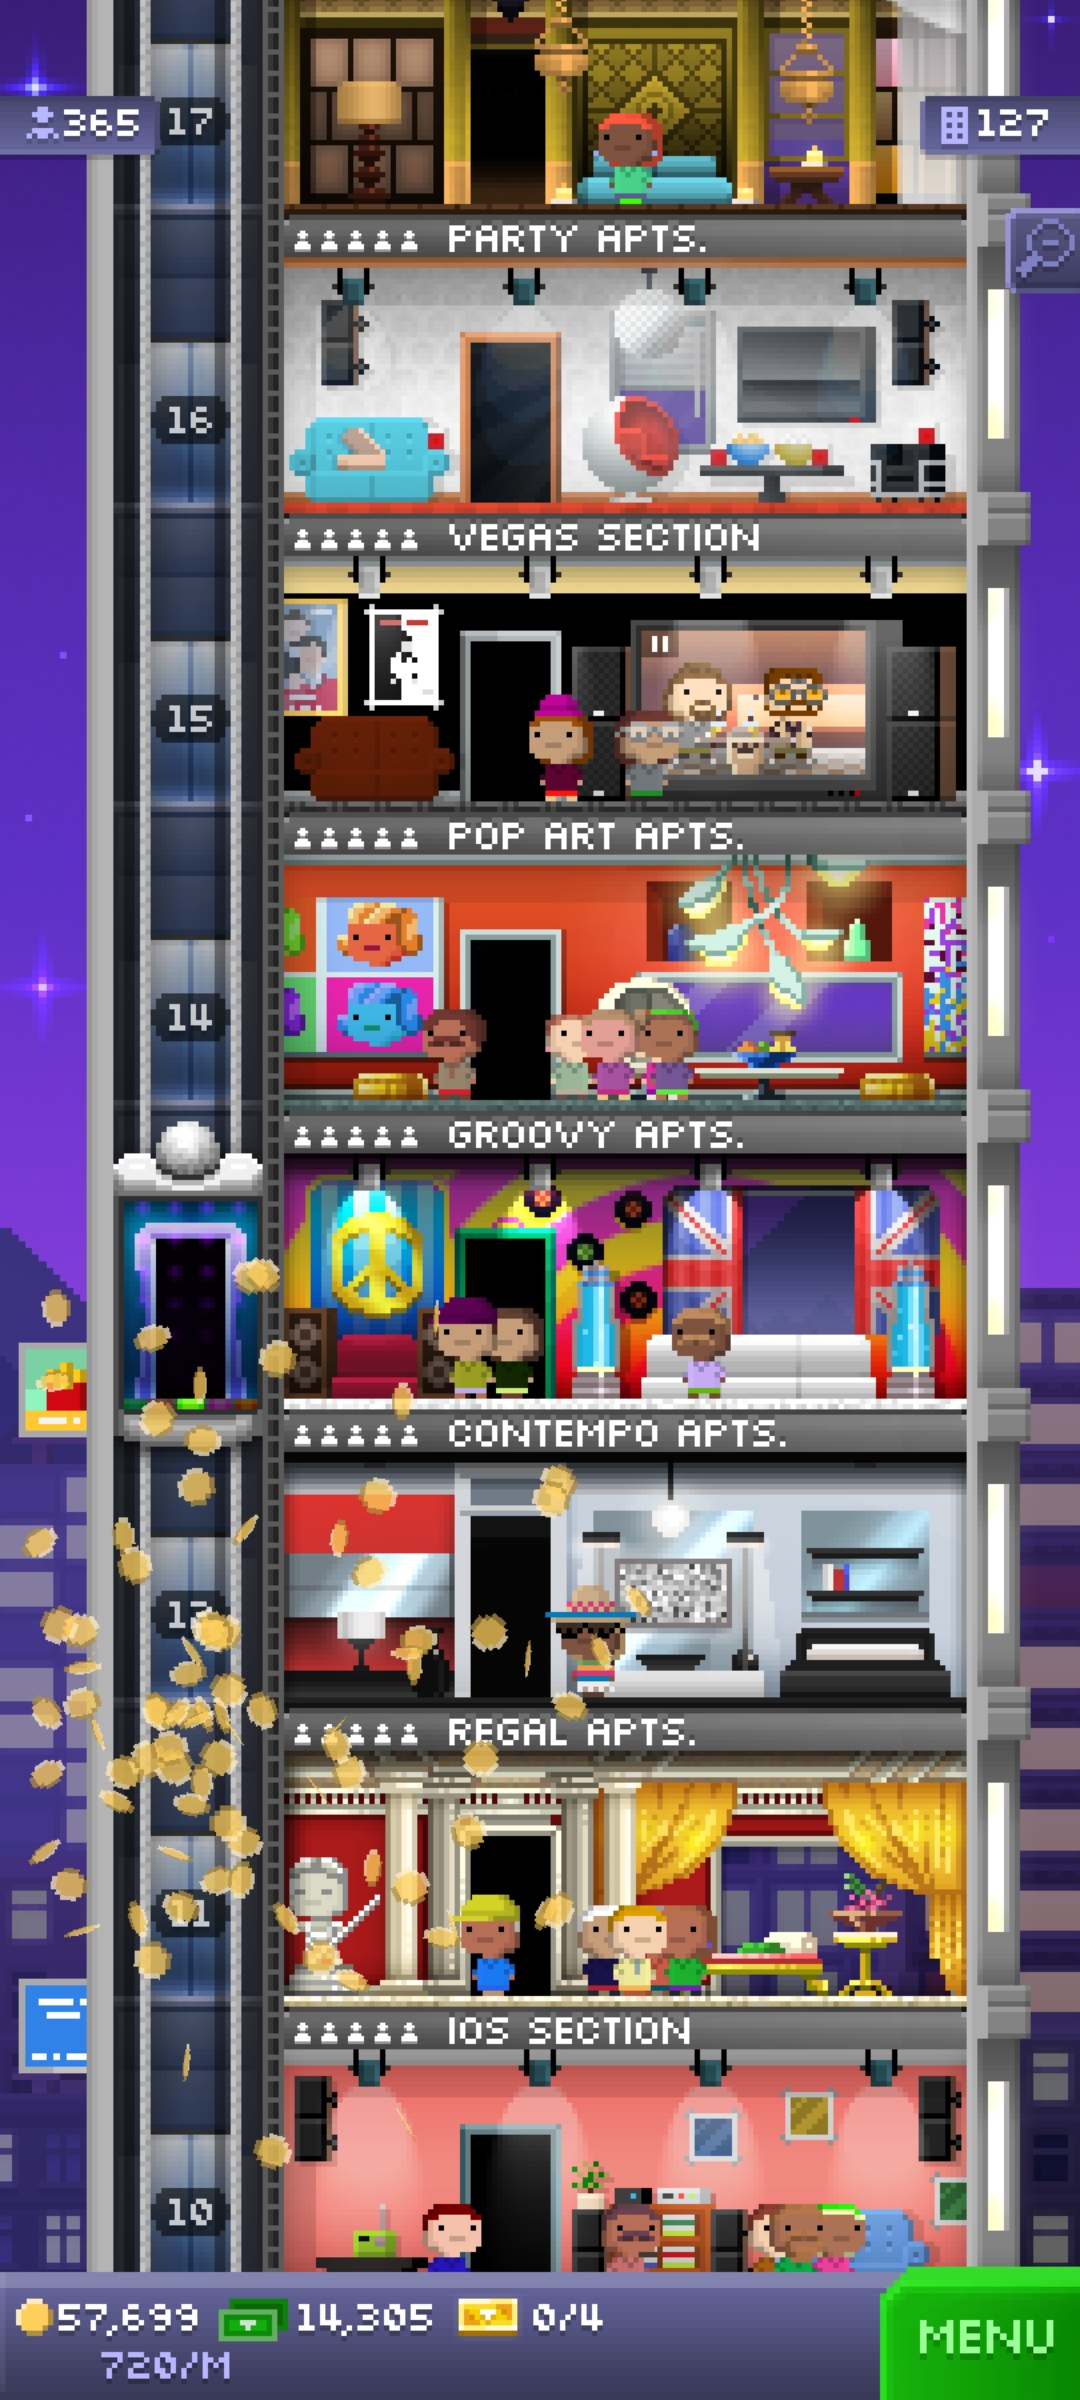 365
17
127
PARTY APTS.
16
VEGAS SECTION
15
POP ART APTS.
14
GROOVY APTS.
CONTEMPO APTS.
REGAL APTS.
11
IOS SECTION
10
57,699
14,305
0/4
720/M
MENU